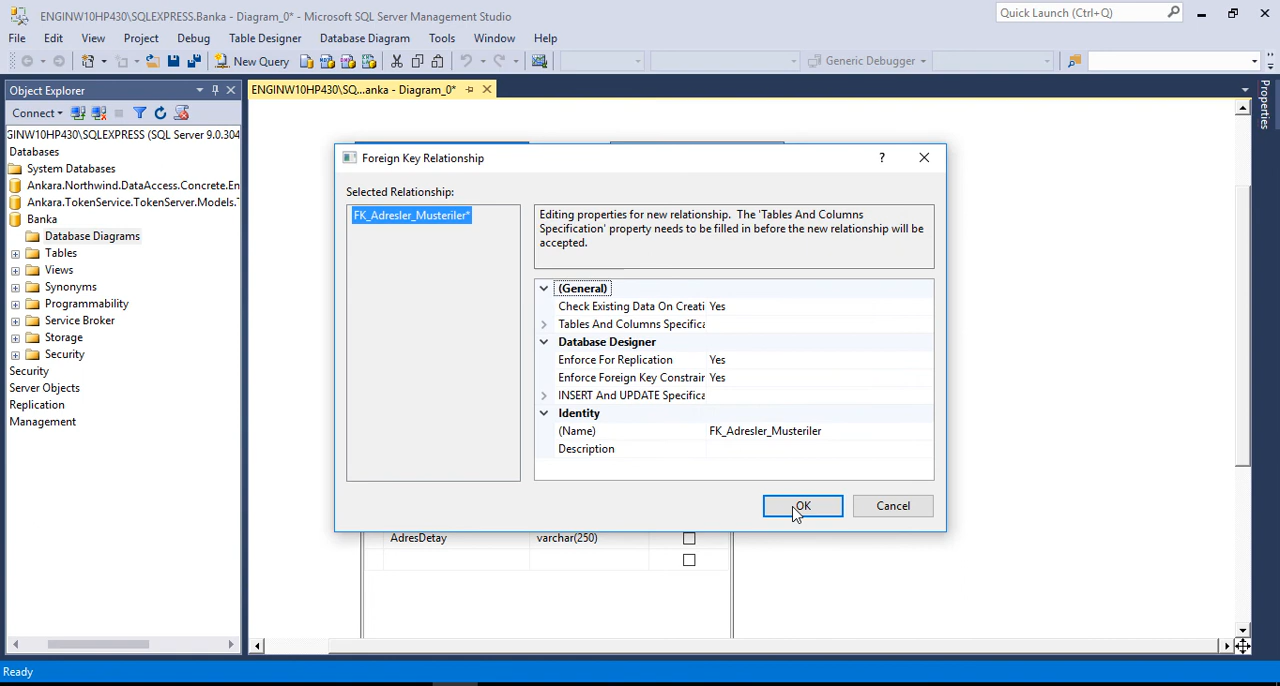 ENGINW10HP430\SQLEXPRESS.Banka - Diagram_0* - Microsoft SQL Server Management Studio
Quick Launch (Ctrl+Q)
File Edit View Project Debug Table Designer Database Diagram Tools Window Help
New Query
Generic Debugger
Object Explorer
ENGINW10HP430\SQ...anka - Diagram_0*
Properties
Connect
GINW10HP430\SQLEXPRESS (SQL Server 9.0.304
Databases
System Databases
Ankara.Northwind.DataAccess.Concrete.En
Ankara.TokenService.TokenServer.Models.
Banka
Database Diagrams
Tables
Views
Synonyms
Programmability
Service Broker
Storage
Security
Security
Server Objects
Replication
Management
Foreign Key Relationship
Selected Relationship:
FK_Adresler_Musteriler*
Editing properties for new relationship. The 'Tables And Columns
Specification' property needs to be filled in before the new relationship will be
accepted.
(General)
Check Existing Data On Creati Yes
Tables And Columns Specifica
Database Designer
Enforce For Replication Yes
Enforce Foreign Key Constrain Yes
INSERT And UPDATE Specifica
Identity
(Name) FK_Adresler_Musteriler
Description
OK Cancel
AdresDetay varchar(250)
Ready